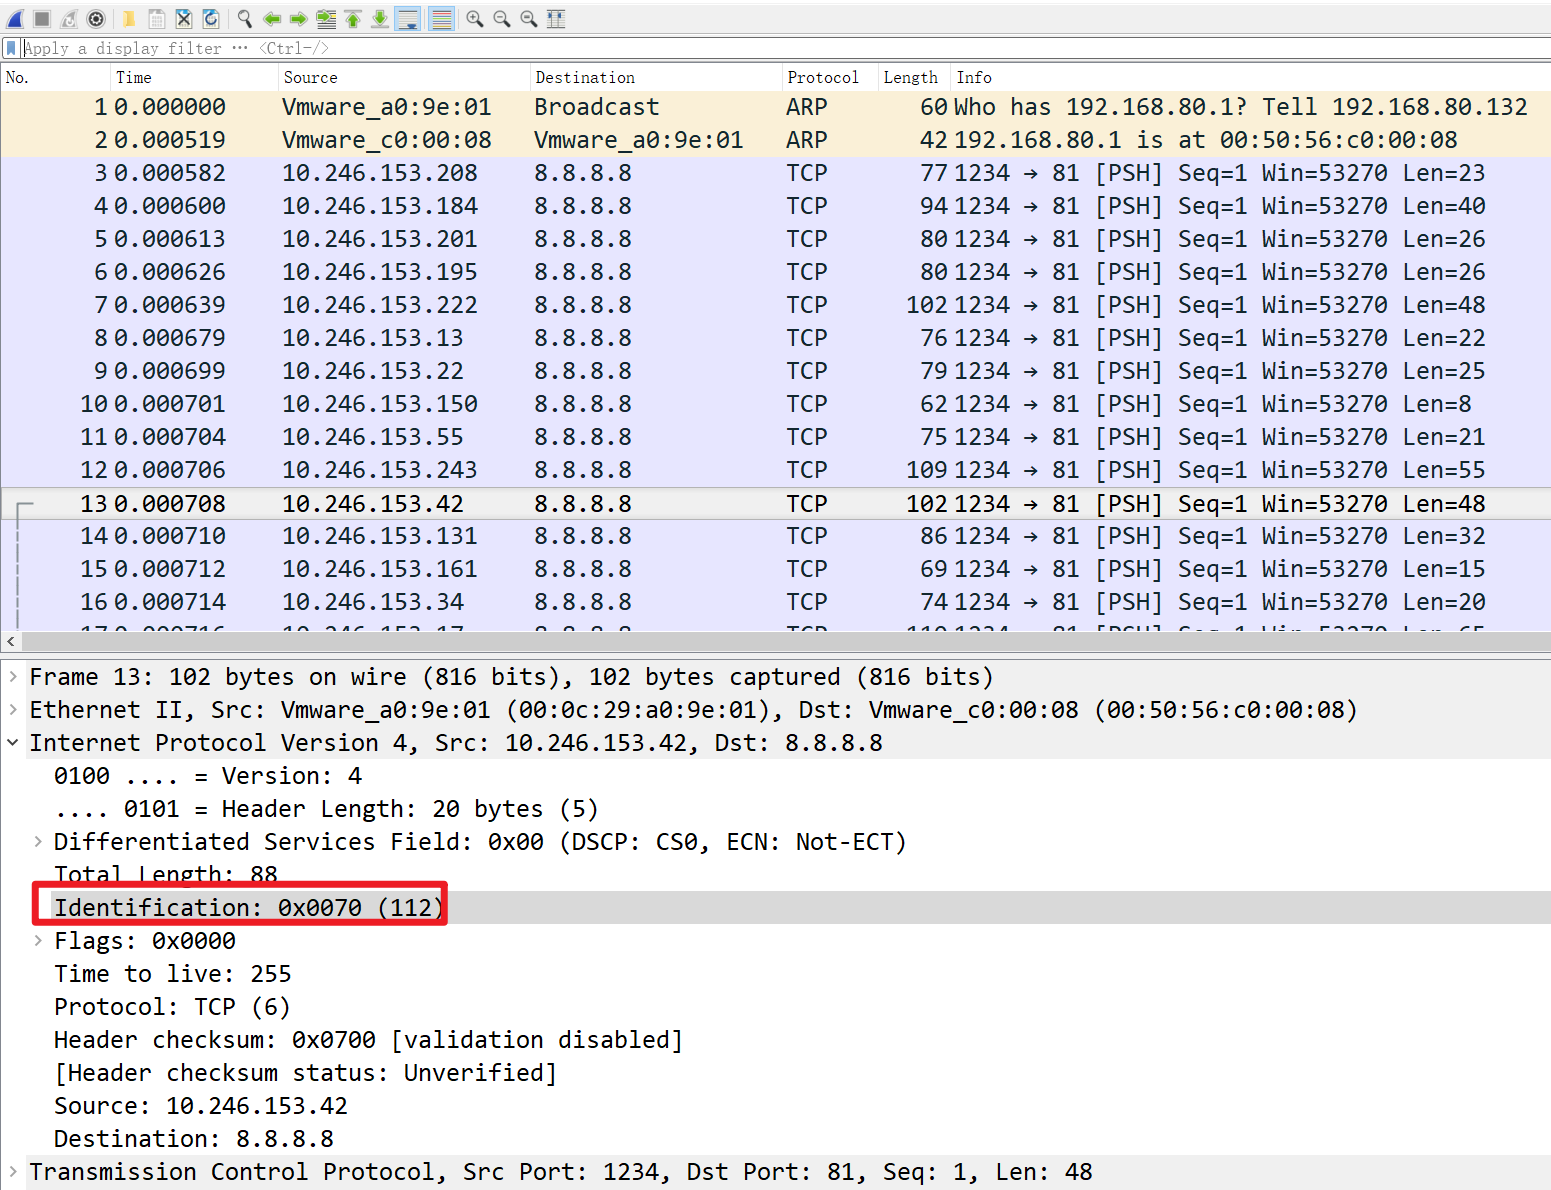 Apply a display filter ··· <Ctrl-/>
No. Time Source Destination Protocol Length Info
1 0.000000 Vmware_a0:9e:01 Broadcast ARP 60 Who has 192.168.80.1? Tell 192.168.80.132
2 0.000519 Vmware_c0:00:08 Vmware_a0:9e:01 ARP 42 192.168.80.1 is at 00:50:56:c0:00:08
3 0.000582 10.246.153.208 8.8.8.8 TCP 77 1234 → 81 [PSH] Seq=1 Win=53270 Len=23
4 0.000600 10.246.153.184 8.8.8.8 TCP 94 1234 → 81 [PSH] Seq=1 Win=53270 Len=40
5 0.000613 10.246.153.201 8.8.8.8 TCP 80 1234 → 81 [PSH] Seq=1 Win=53270 Len=26
6 0.000626 10.246.153.195 8.8.8.8 TCP 80 1234 → 81 [PSH] Seq=1 Win=53270 Len=26
7 0.000639 10.246.153.222 8.8.8.8 TCP 102 1234 → 81 [PSH] Seq=1 Win=53270 Len=48
8 0.000679 10.246.153.13 8.8.8.8 TCP 76 1234 → 81 [PSH] Seq=1 Win=53270 Len=22
9 0.000699 10.246.153.22 8.8.8.8 TCP 79 1234 → 81 [PSH] Seq=1 Win=53270 Len=25
10 0.000701 10.246.153.150 8.8.8.8 TCP 62 1234 → 81 [PSH] Seq=1 Win=53270 Len=8
11 0.000704 10.246.153.55 8.8.8.8 TCP 75 1234 → 81 [PSH] Seq=1 Win=53270 Len=21
12 0.000706 10.246.153.243 8.8.8.8 TCP 109 1234 → 81 [PSH] Seq=1 Win=53270 Len=55
13 0.000708 10.246.153.42 8.8.8.8 TCP 102 1234 → 81 [PSH] Seq=1 Win=53270 Len=48
14 0.000710 10.246.153.131 8.8.8.8 TCP 86 1234 → 81 [PSH] Seq=1 Win=53270 Len=32
15 0.000712 10.246.153.161 8.8.8.8 TCP 69 1234 → 81 [PSH] Seq=1 Win=53270 Len=15
16 0.000714 10.246.153.34 8.8.8.8 TCP 74 1234 → 81 [PSH] Seq=1 Win=53270 Len=20
Frame 13: 102 bytes on wire (816 bits), 102 bytes captured (816 bits)
Ethernet II, Src: Vmware_a0:9e:01 (00:0c:29:a0:9e:01), Dst: Vmware_c0:00:08 (00:50:56:c0:00:08)
Internet Protocol Version 4, Src: 10.246.153.42, Dst: 8.8.8.8
0100 .... = Version: 4
.... 0101 = Header Length: 20 bytes (5)
Differentiated Services Field: 0x00 (DSCP: CS0, ECN: Not-ECT)
Total Length: 88
Identification: 0x0070 (112)
Flags: 0x0000
Time to live: 255
Protocol: TCP (6)
Header checksum: 0x0700 [validation disabled]
[Header checksum status: Unverified]
Source: 10.246.153.42
Destination: 8.8.8.8
Transmission Control Protocol, Src Port: 1234, Dst Port: 81, Seq: 1, Len: 48